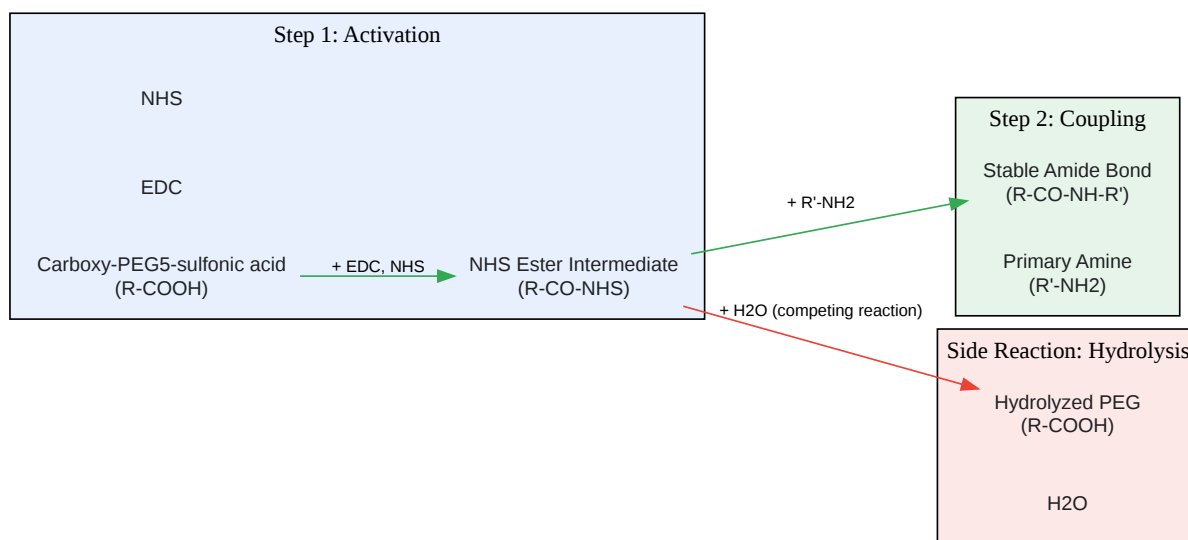 Step 1: Activation
NHS
EDC
Carboxy-PEG5-sulfonic acid
(R-COOH)
+ EDC, NHS
NHS Ester Intermediate
(R-CO-NHS)
+ R'-NH2
+ H2O (competing reaction)
Step 2: Coupling
Stable Amide Bond
(R-CO-NH-R')
Primary Amine
(R'-NH2)
Side Reaction: Hydrolysis
Hydrolyzed PEG
(R-COOH)
H2O